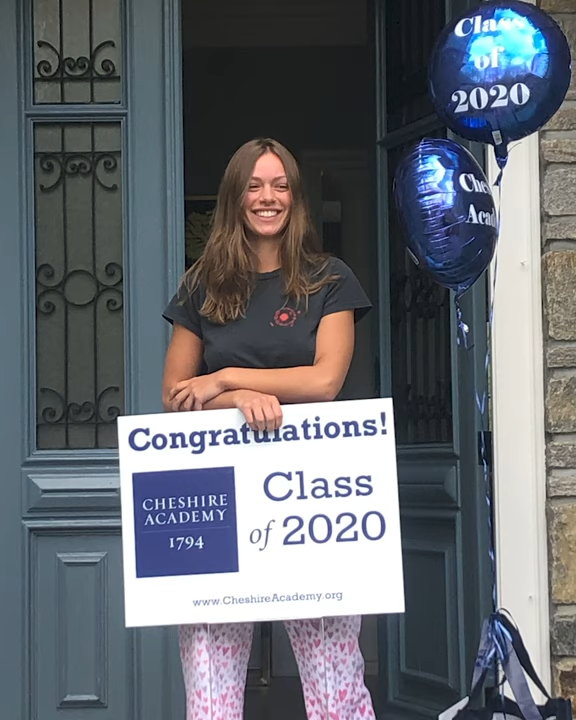 Class
of
2020
Congratulations!
CHESHIRE
ACADEMY
1794
Class
of 2020
www.CheshireAcademy.org